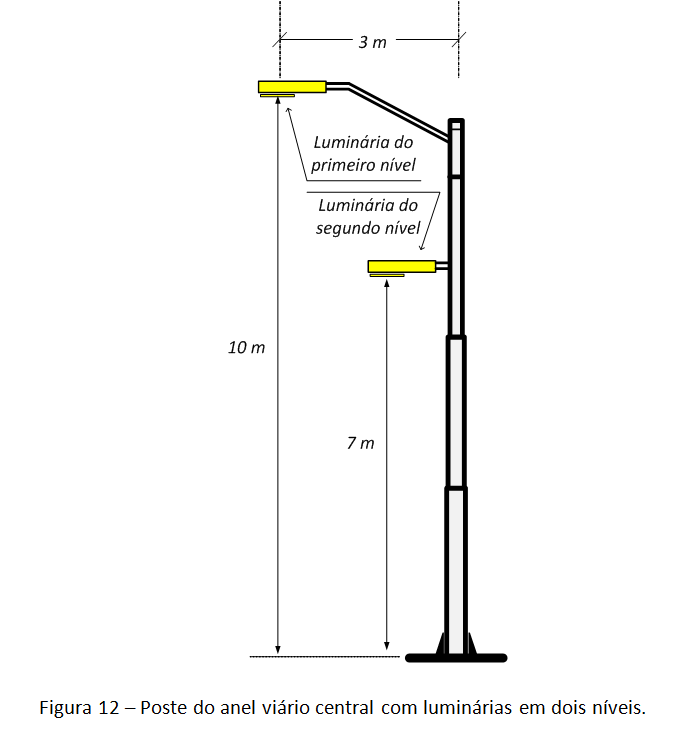 3 m
Luminária do
primeiro nível
Luminária do
segundo nível
10 m
7 m
Figura 12 – Poste do anel viário central com luminárias em dois níveis.